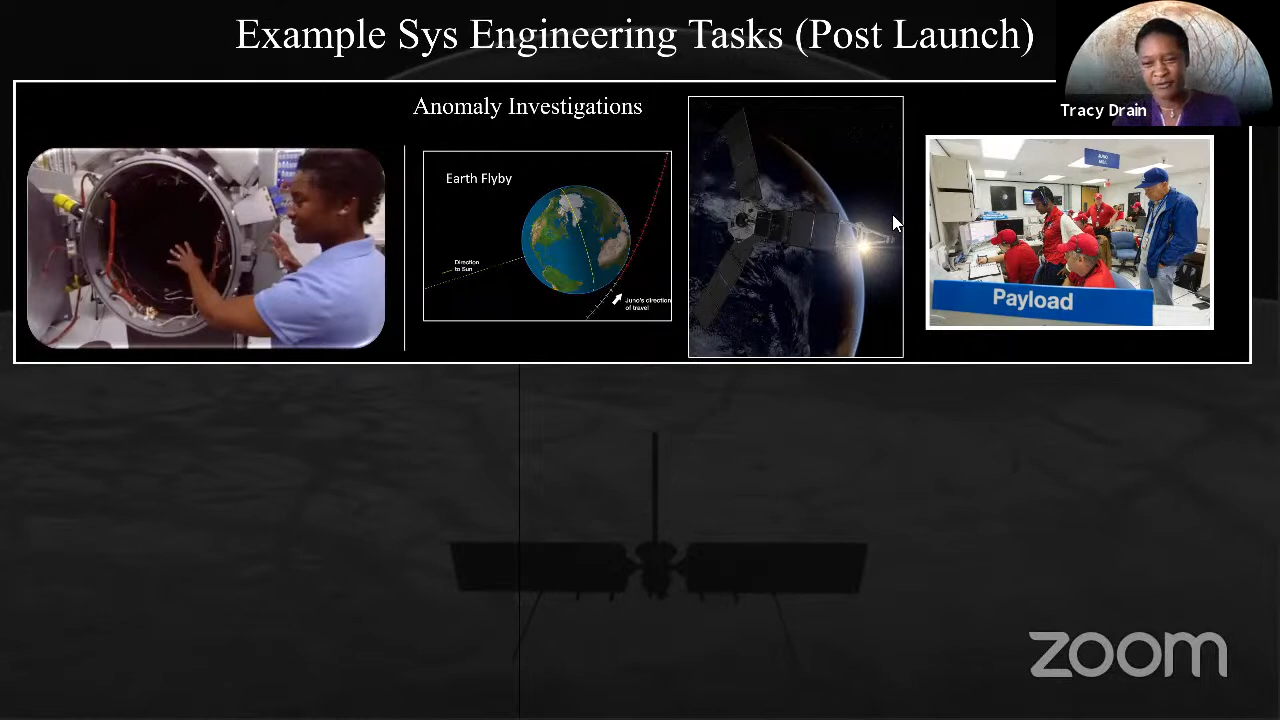 Example Sys Engineering Tasks (Post Launch)
Tracy Drain
Anomaly Investigations
Earth Flyby
Direction
to Sun
Juno's direction
of travel
Payload
zoom